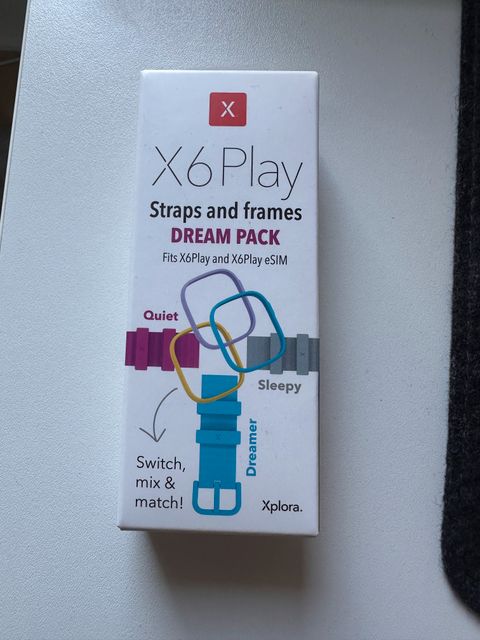 X
X6Play
Straps and frames
DREAM PACK
Fits X6Play and X6Play eSIM
Quiet
Sleepy
Dreamer
Switch,
mix &
match!
Xplora.